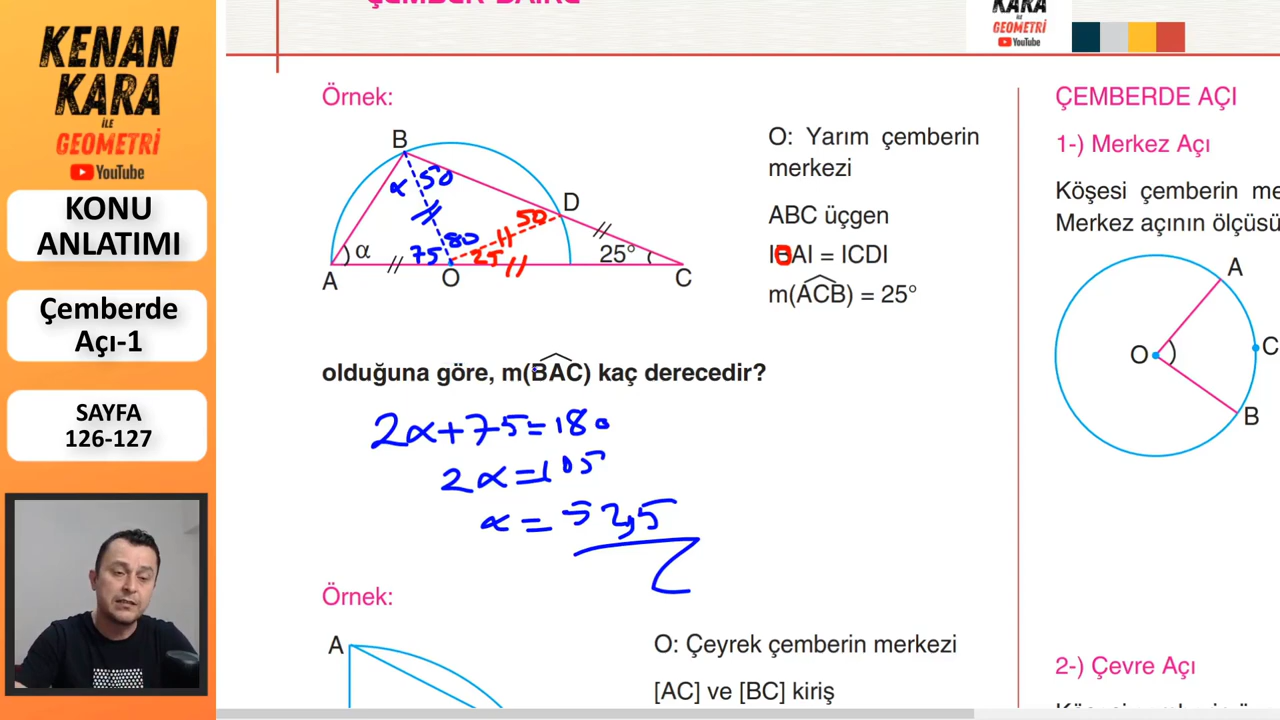 KENAN
KARA
İLE
GEOMETRİ
YouTube
KONU
ANLATIMI
Çemberde
Açı-1
SAYFA
126-127
KARA
İLE
GEOMETRİ
YouTube
Örnek:
B
D
A
O
C
α
25°
α 50
50
75 80
25
O: Yarım çemberin
merkezi
ABC üçgen
IOAI = ICDI
m(ACB) = 25°
olduğuna göre, m(BAC) kaç derecedir?
2α+75=180
2α=105
α = 52,5
Örnek:
A
O: Çeyrek çemberin merkezi
[AC] ve [BC] kiriş
ÇEMBERDE AÇI
1-) Merkez Açı
Köşesi çemberin me
Merkez açının ölçüsü
A
O
C
B
2-) Çevre Açı